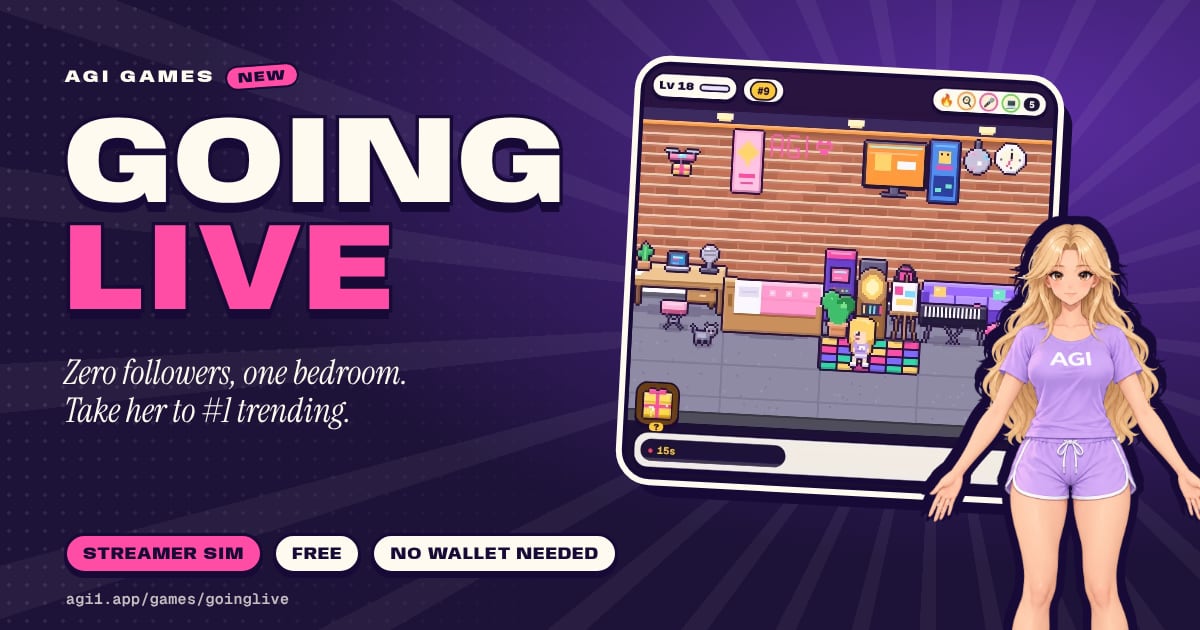 AGI GAMES NEW
GOING
LIVE
Zero followers, one bedroom.
Take her to #1 trending.
STREAMER SIM
FREE
NO WALLET NEEDED
agi1.app/games/goinglive
Lv 18
#9
5
AGI
?
15s
AGI